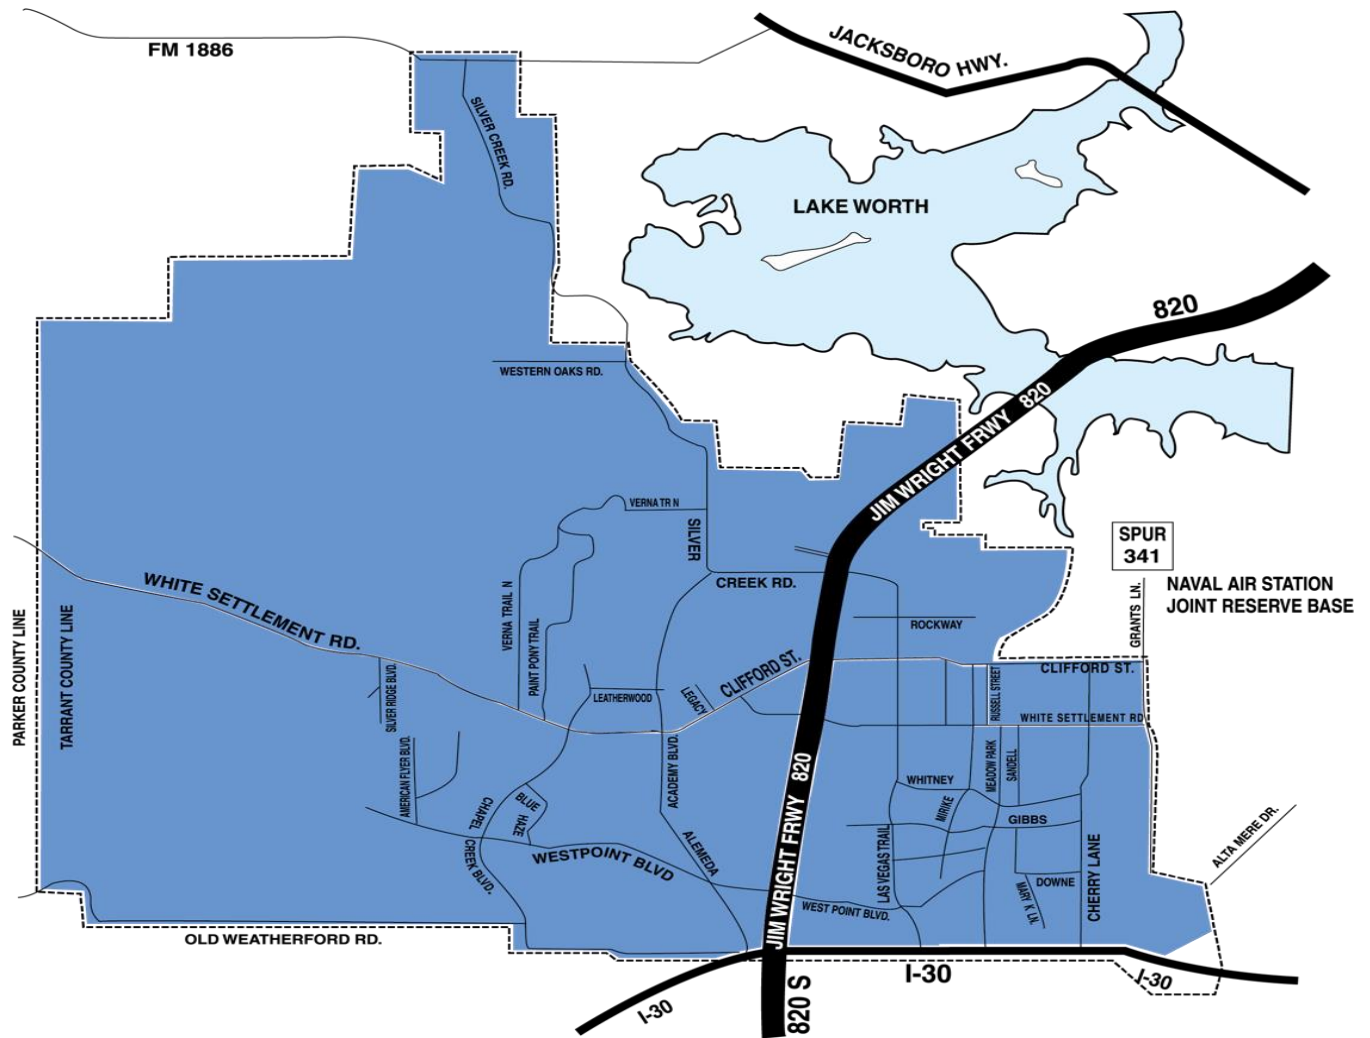 FM 1886
JACKSBORO HWY.
SILVER CREEK RD.
LAKE WORTH
820
WESTERN OAKS RD.
820
JIM WRIGHT FRWY
VERNA TR N
SILVER
CREEK RD.
SPUR
341
GRANTS LN.
NAVAL AIR STATION
JOINT RESERVE BASE
WHITE SETTLEMENT RD.
VERNA TRAIL N
PAINT PONY TRAIL
ROCKWAY
PARKER COUNTY LINE
TARRANT COUNTY LINE
SILVER RIDGE BLVD.
LEATHERWOOD
LEGACY
CLIFFORD ST.
RUSSELL STREET
CLIFFORD ST.
WHITE SETTLEMENT RD
AMERICAN FLYER BLVD.
ACADEMY BLVD.
820
JIM WRIGHT FRWY
MEADOW PARK
SANDELL
WHITNEY
MIRIKE
GIBBS
CHAPEL
CREEK BLVD.
BLUE
HAZE
WESTPOINT BLVD
ALEMEDA
LAS VEGAS TRAIL
DOWNE
MARY K LN.
CHERRY LANE
ALTA MERE DR.
WEST POINT BLVD.
OLD WEATHERFORD RD.
I-30
I-30
I-30
820 S